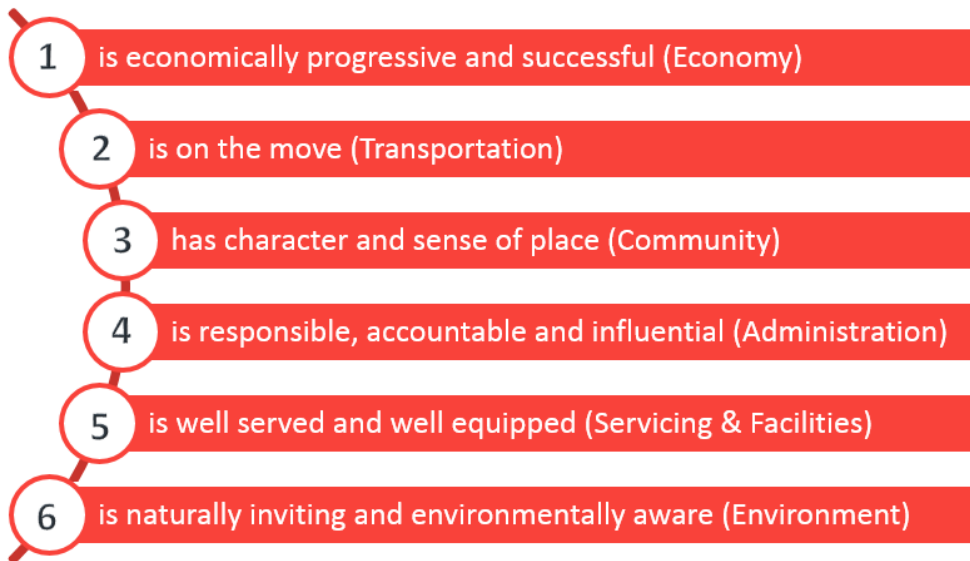 1 is economically progressive and successful (Economy)
2 is on the move (Transportation)
3 has character and sense of place (Community)
4 is responsible, accountable and influential (Administration)
5 is well served and well equipped (Servicing & Facilities)
6 is naturally inviting and environmentally aware (Environment)